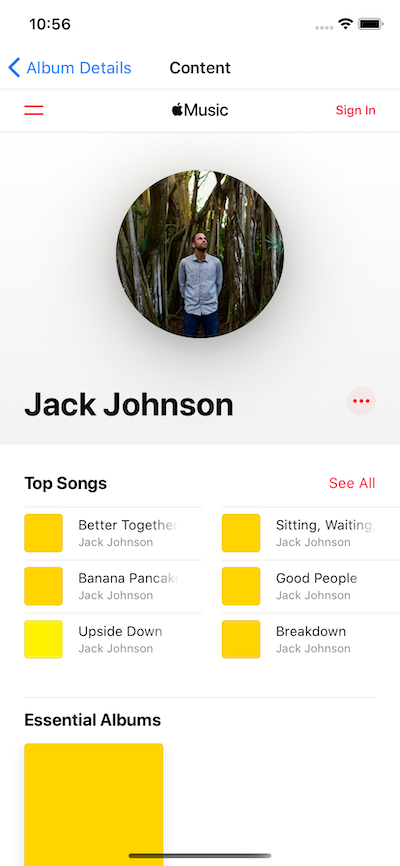 10:56
Album Details
Content
Music
Sign In
Jack Johnson
Top Songs
See All
Better Together
Jack Johnson
Sitting, Waiting,
Jack Johnson
Banana Pancak
Jack Johnson
Good People
Jack Johnson
Upside Down
Jack Johnson
Breakdown
Jack Johnson
Essential Albums